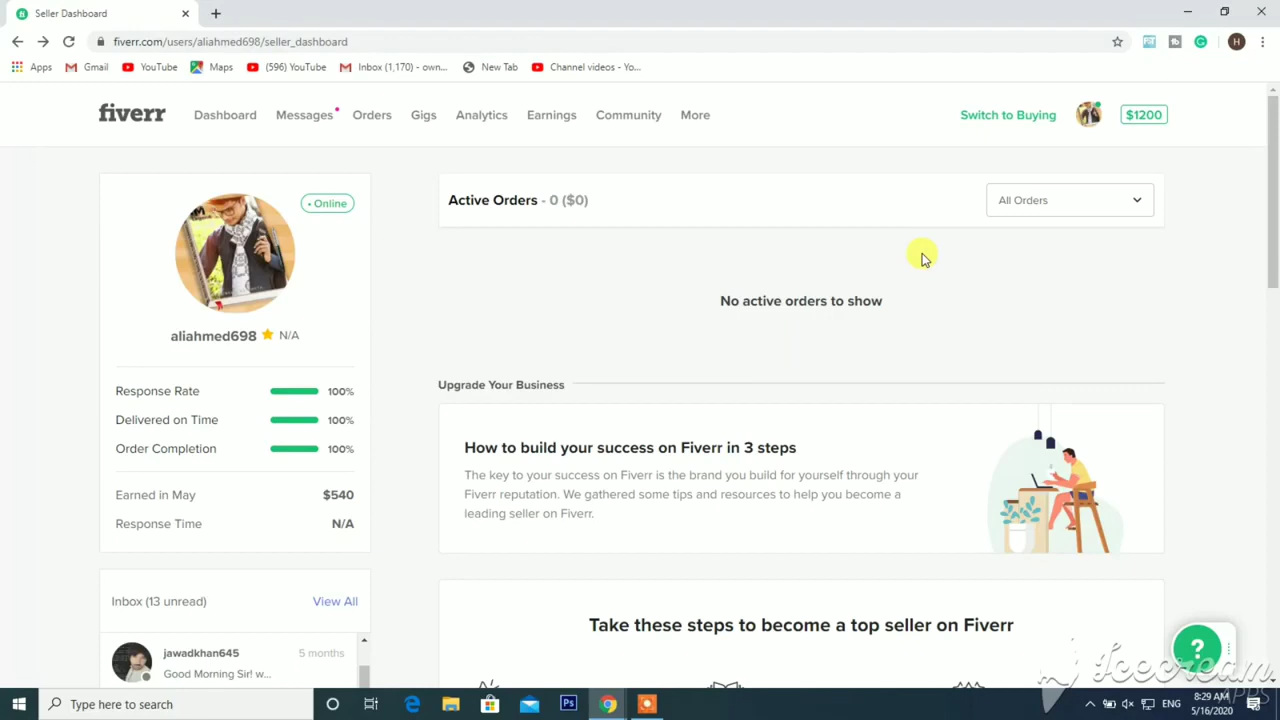 Seller Dashboard
fiverr.com/users/aliahmed698/seller_dashboard
Apps Gmail YouTube Maps (596) YouTube Inbox (1,170) - own... New Tab Channel videos - Yo...
fiverr Dashboard Messages Orders Gigs Analytics Earnings Community More Switch to Buying $1200
Online
aliahmed698 N/A
Response Rate 100%
Delivered on Time 100%
Order Completion 100%
Earned in May $540
Response Time N/A
Inbox (13 unread) View All
jawadkhan645 5 months
Good Morning Sir! w...
Active Orders - 0 ($0) All Orders
No active orders to show
Upgrade Your Business
How to build your success on Fiverr in 3 steps
The key to your success on Fiverr is the brand you build for yourself through your
Fiverr reputation. We gathered some tips and resources to help you become a
leading seller on Fiverr.
Take these steps to become a top seller on Fiverr
?
Icecream
APPS
Type here to search
Ps
ENG
8:29 AM
5/16/2020